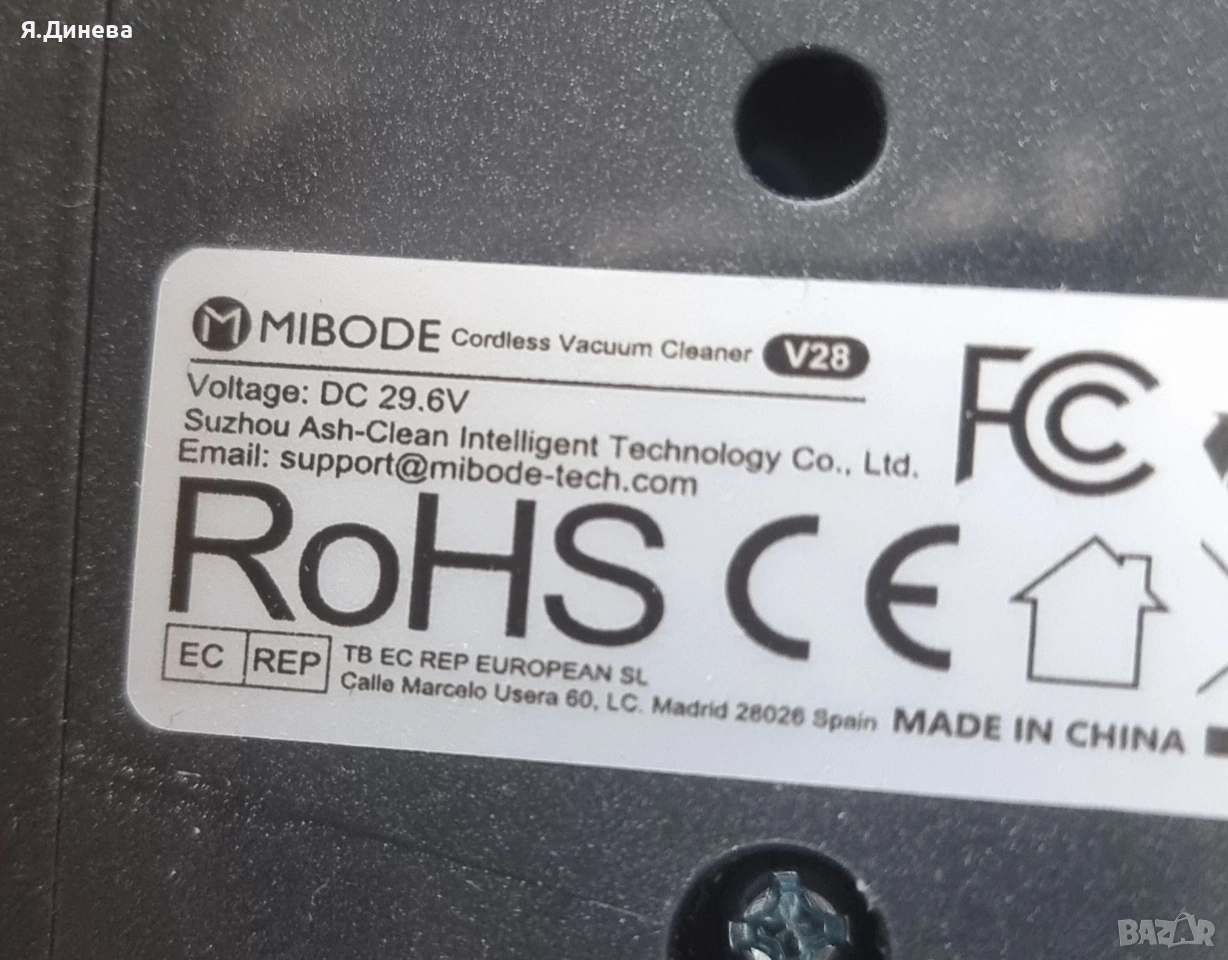 Я.Динева
MIBODE Cordless Vacuum Cleaner V28
Voltage: DC 29.6V
Suzhou Ash-Clean Intelligent Technology Co., Ltd.
Email: support@mibode-tech.com
FC
RoHS CE
EC REP TB EC REP EUROPEAN SL
Calle Marcelo Usera 60, LC. Madrid 28026 Spain MADE IN CHINA
BAZAR